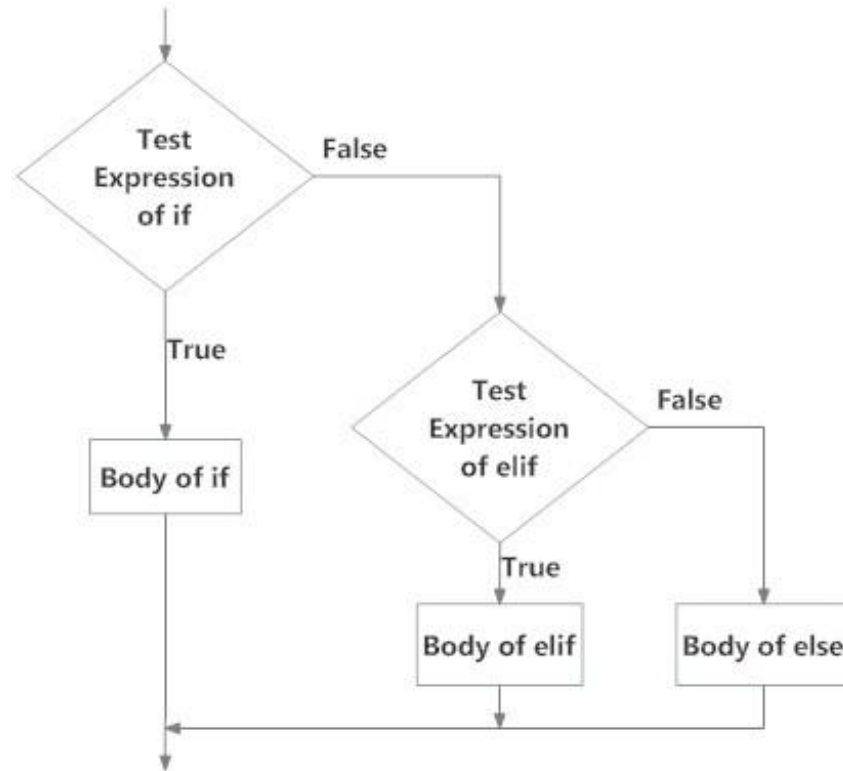 Test
Expression
of if
False
True
Body of if
Test
Expression
of elif
False
True
Body of elif
Body of else